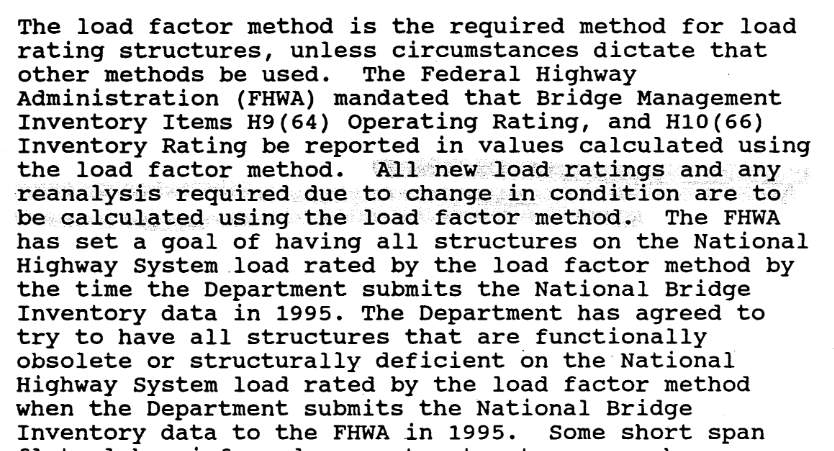 The load factor method is the required method for load
rating structures, unless circumstances dictate that
other methods be used.  The Federal Highway
Administration (FHWA) mandated that Bridge Management
Inventory Items H9(64) Operating Rating, and H10(66)
Inventory Rating be reported in values calculated using
the load factor method.  All new load ratings and any
reanalysis required due to change in condition are to
be calculated using the load factor method.  The FHWA
has set a goal of having all structures on the National
Highway System load rated by the load factor method by
the time the Department submits the National Bridge
Inventory data in 1995. The Department has agreed to
try to have all structures that are functionally
obsolete or structurally deficient on the National
Highway System load rated by the load factor method
when the Department submits the National Bridge
Inventory data to the FHWA in 1995.  Some short span